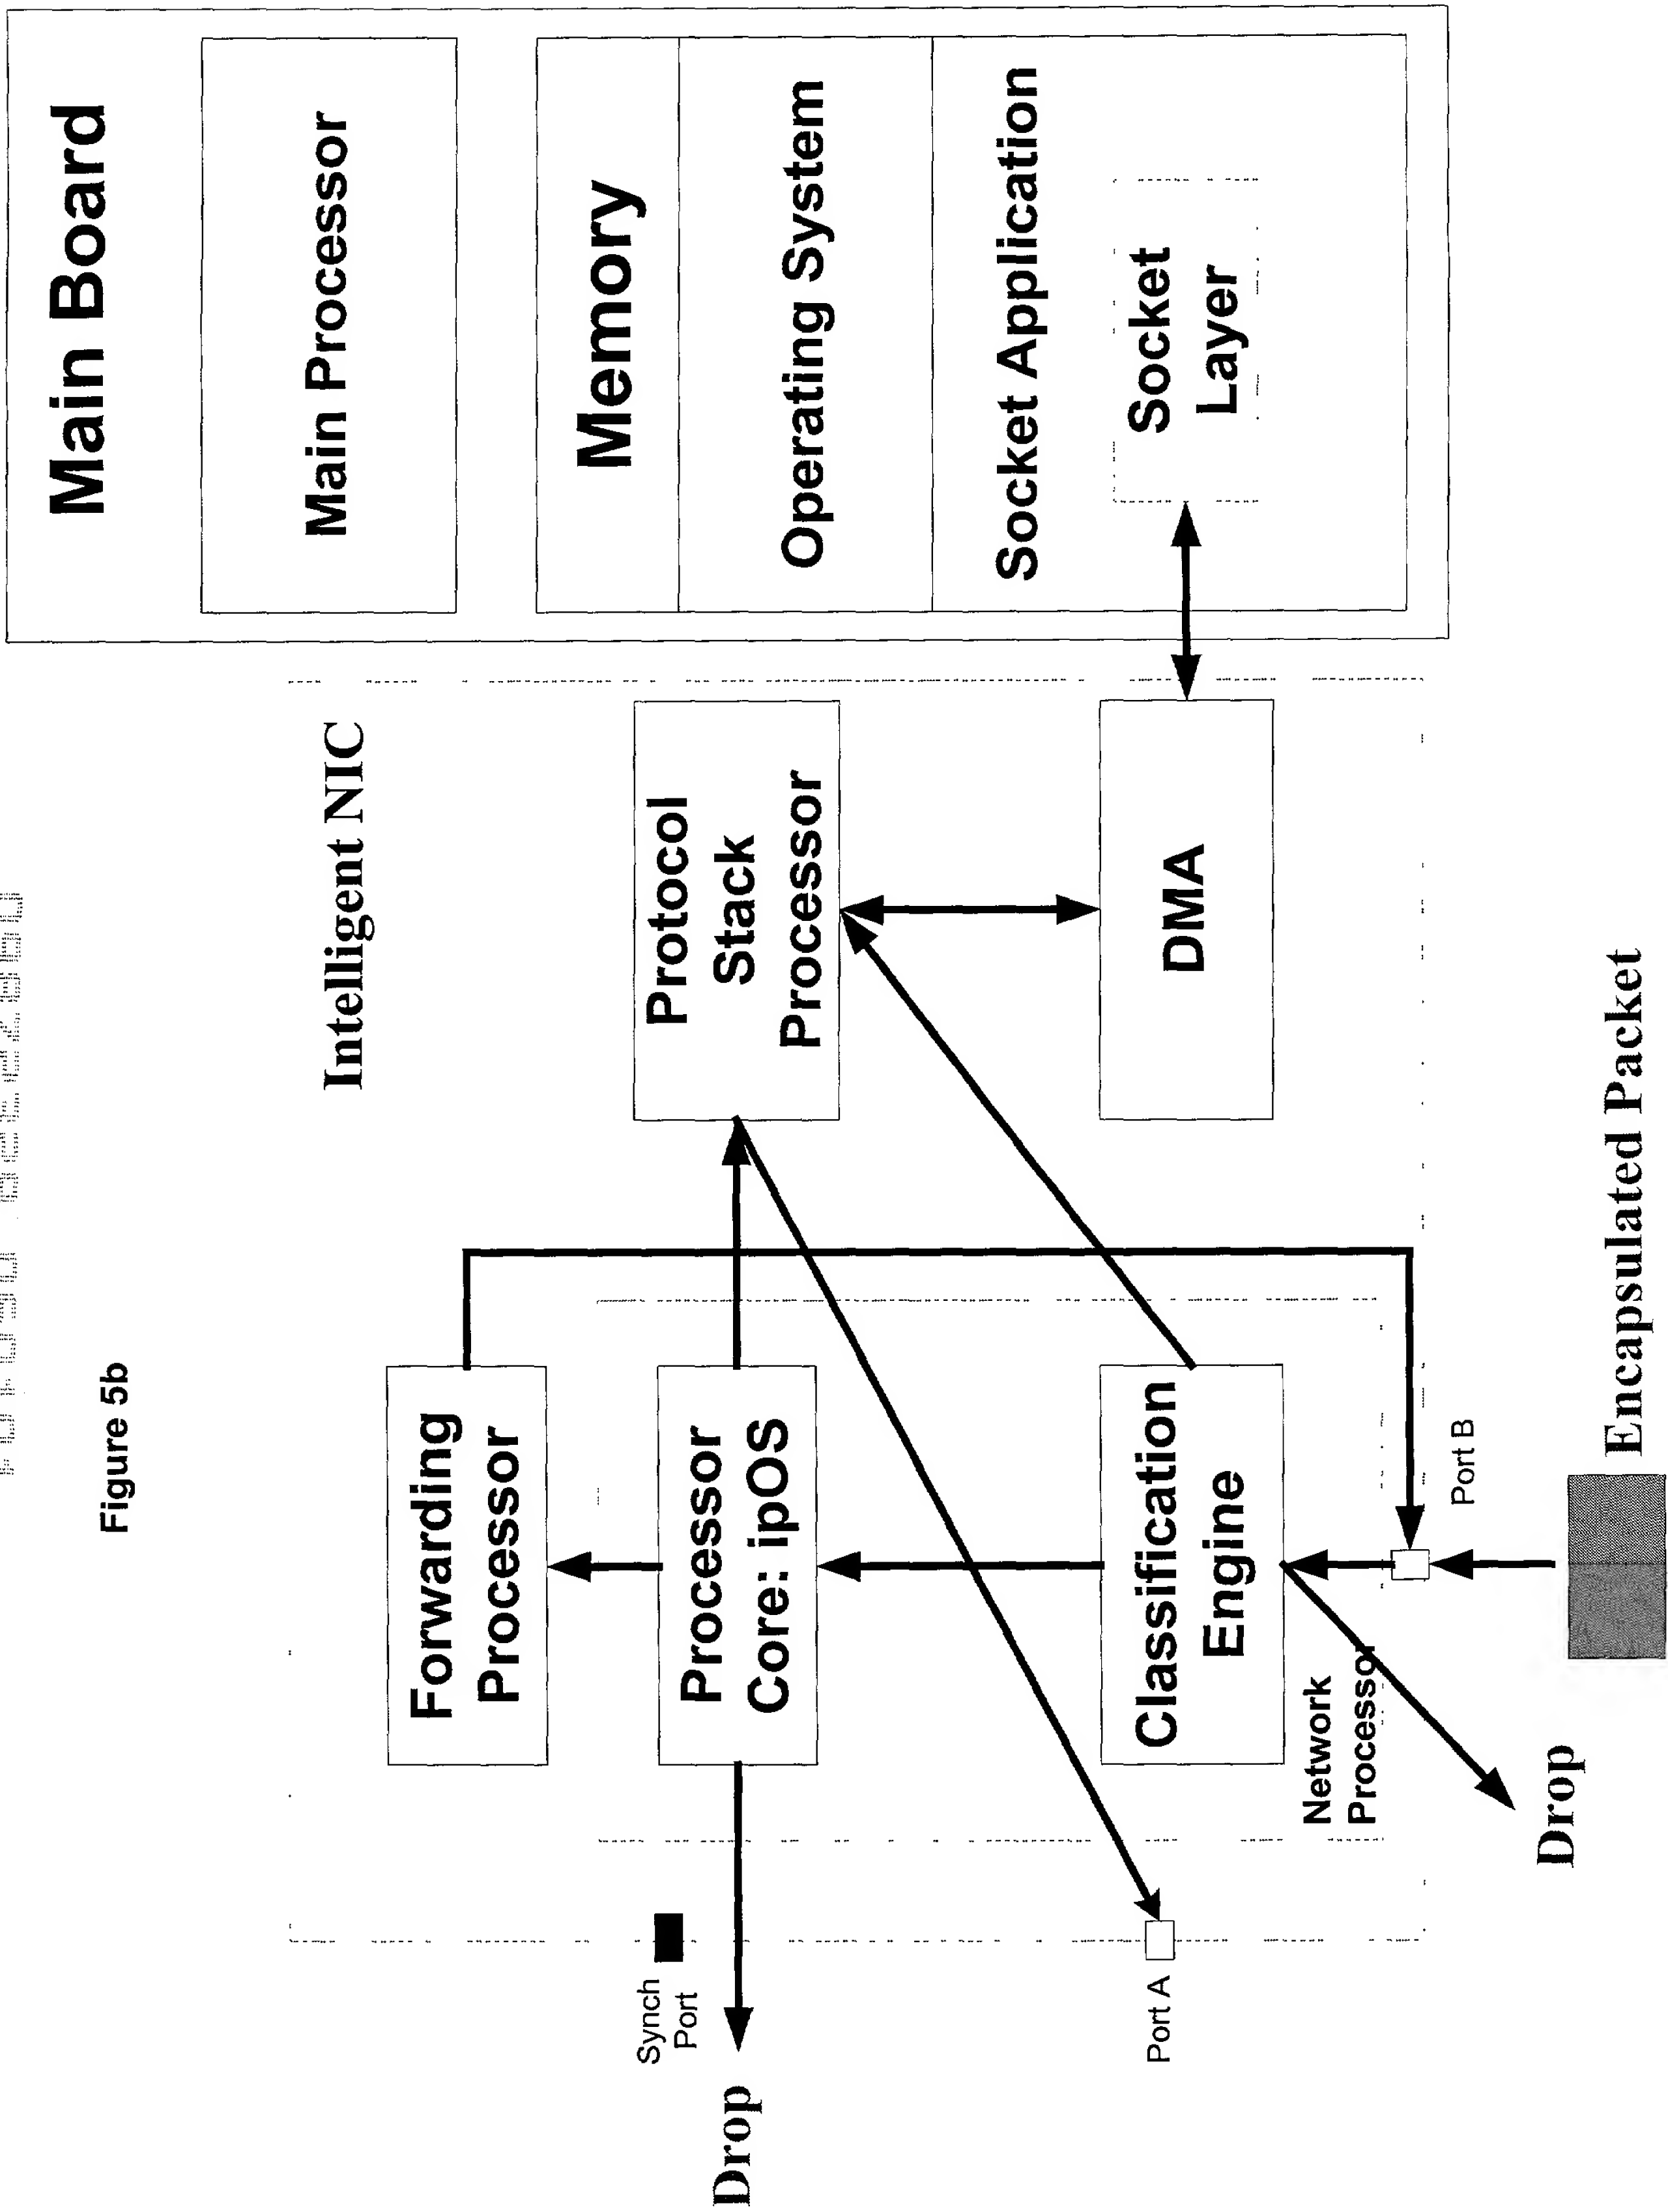 Figure 5b
Main Board
Main Processor
Memory
Operating System
Socket Application
Socket
Layer
Intelligent NIC
Protocol
Stack
Processor
DMA
Forwarding
Processor
Processor
Core: ipOS
Classification
Engine
Network
Processor
Synch
Port
Drop
Port A
Port B
Drop
Encapsulated Packet